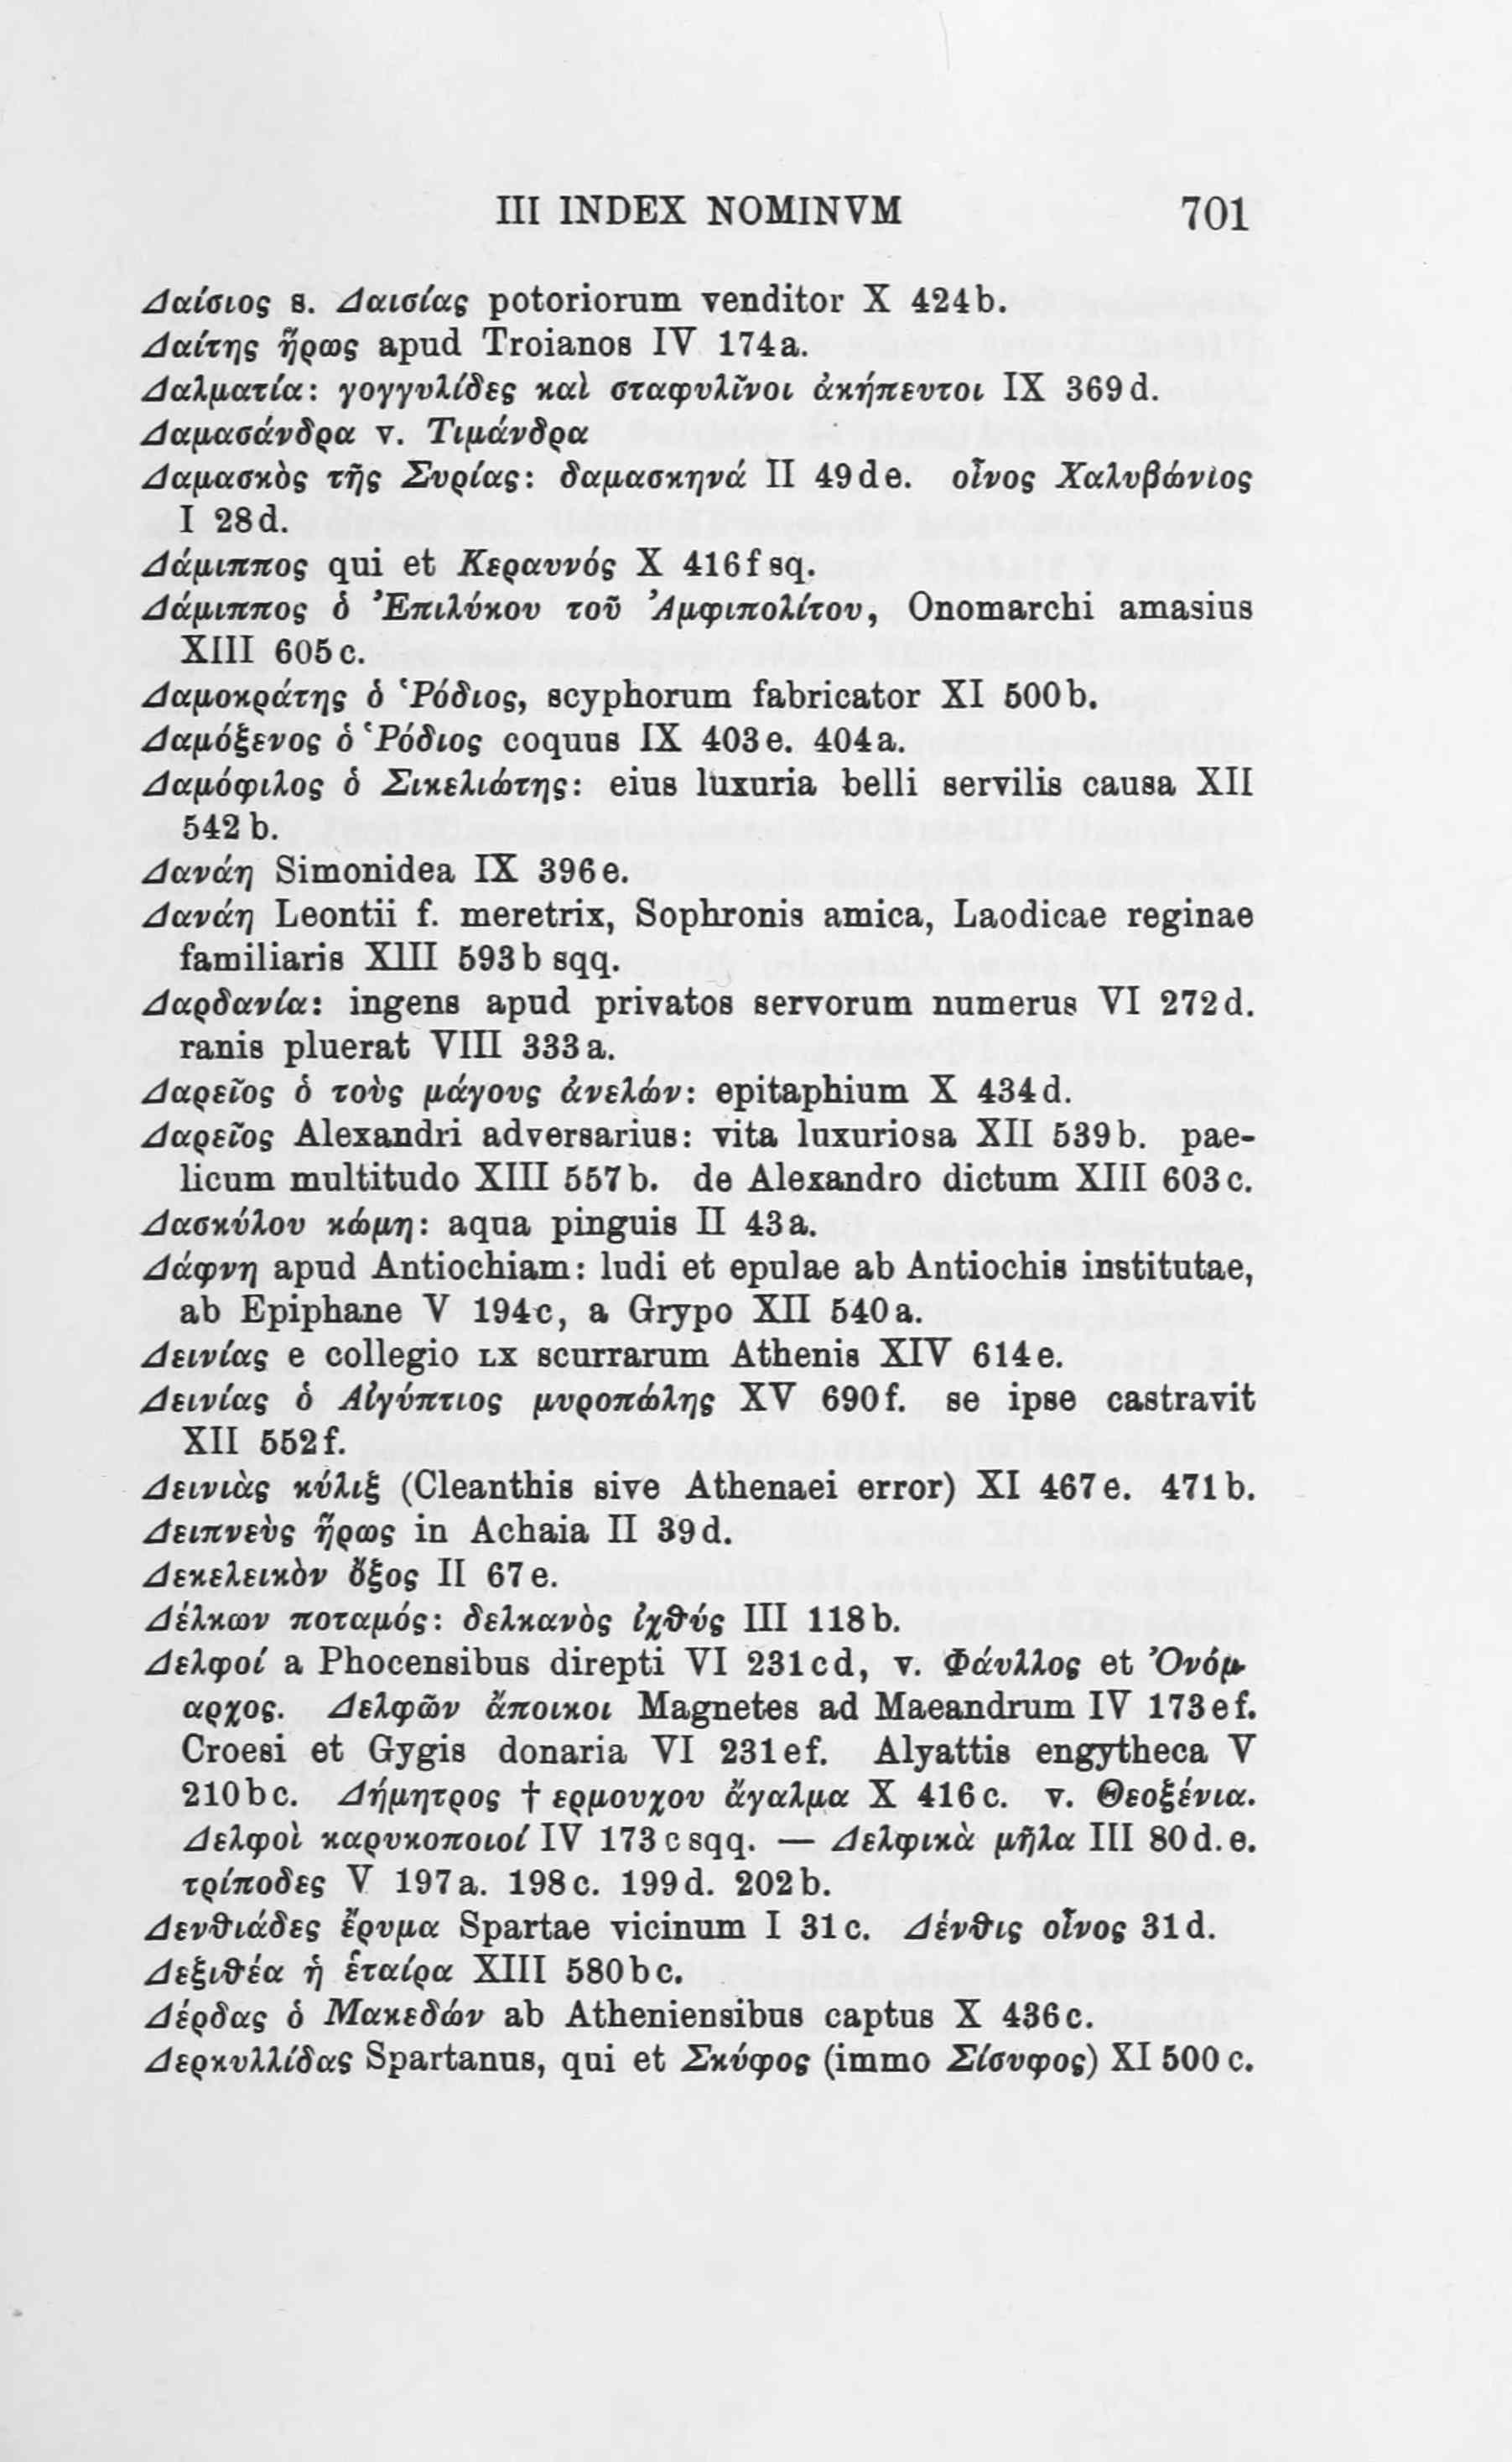 III INDEX NOMINVM 701
Δαίσιος s. Δαισίας potoriorum venditor X 424b.
Δαίτης ἥρως apud Troianos IV 174a.
Δαλματία: γογγυλίδες καὶ σταφυλῖνοι ἀκήπευτοι IX 369d.
Δαμασάνδρα v. Τιμάνδρα
Δαμασκὸς τῆς Συρίας: δαμασκηνά II 49de. οἶνος Χαλυβώνιος
I 28d.
Δάμιππος qui et Κεραυνός X 416f sq.
Δάμιππος ὁ Ἐπιλύκου τοῦ Ἀμφιπολίτου, Onomarchi amasius
XIII 605c.
Δαμοκράτης ὁ Ῥόδιος, scyphorum fabricator XI 500b.
Δαμόξενος ὁ Ῥόδιος coquus IX 403e. 404a.
Δαμόφιλος ὁ Σικελιώτης: eius luxuria belli servilis causa XII
542b.
Δανάη Simonidea IX 396e.
Δανάη Leontii f. meretrix, Sophronis amica, Laodicae reginae
familiaris XIII 593b sqq.
Δαρδανία: ingens apud privatos servorum numerus VI 272d.
ranis pluerat VIII 333a.
Δαρεῖος ὁ τοὺς μάγους ἀνελών: epitaphium X 434d.
Δαρεῖος Alexandri adversarius: vita luxuriosa XII 539b. pae-
licum multitudo XIII 557b. de Alexandro dictum XIII 603c.
Δασκύλου κώμη: aqua pinguis II 43a.
Δάφνη apud Antiochiam: ludi et epulae ab Antiochis institutae,
ab Epiphane V 194c, a Grypo XII 540a.
Δεινίας e collegio LX scurrarum Athenis XIV 614e.
Δεινίας ὁ Αἰγύπτιος μυροπώλης XV 690f. se ipse castravit
XII 552f.
Δεινιὰς κύλιξ (Cleanthis sive Athenaei error) XI 467e. 471b.
Δειπνεὺς ἥρως in Achaia II 39d.
Δεκελεικὸν ὄξος II 67e.
Δέλκων ποταμός: δελκανὸς ἰχθύς III 118b.
Δελφοί a Phocensibus direpti VI 231cd, v. Φάυλλος et Ὀνόμ-
αρχος. Δελφῶν ἄποικοι Magnetes ad Maeandrum IV 173ef.
Croesi et Gygis donaria VI 231ef. Alyattis engytheca V
210bc. Δήμητρος † ερμουχου ἄγαλμα X 416c. v. Θεοξένια.
Δελφοὶ καρυκοποιοί IV 173c sqq. — Δελφικὰ μῆλα III 80d.e.
τρίποδες V 197a. 198c. 199d. 202b.
Δενθιάδες ἔρυμα Spartae vicinum I 31c. Δένθις οἶνος 31d.
Δεξιθέα ἡ ἑταίρα XIII 580bc.
Δέρδας ὁ Μακεδών ab Atheniensibus captus X 436c.
Δερκυλλίδας Spartanus, qui et Σκύφος (immo Σίσυφος) XI 500c.